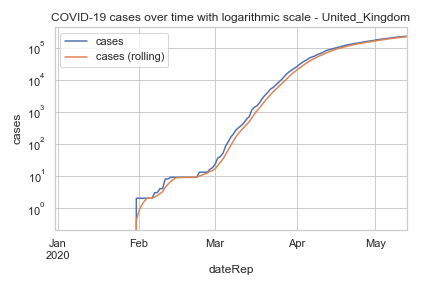 COVID-19 cases over time with logarithmic scale - United_Kingdom
cases
cases (rolling)
10^5
10^4
10^3
10^2
10^1
10^0
cases
Jan
2020
Feb
Mar
Apr
May
dateRep